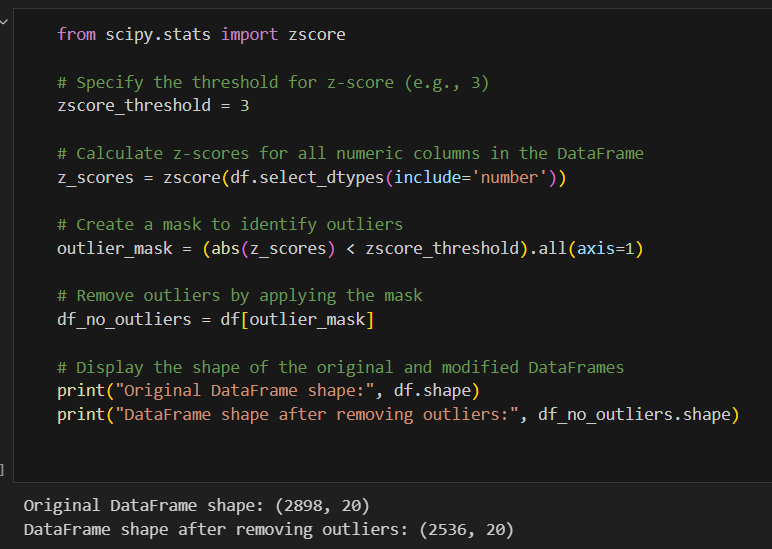 from scipy.stats import zscore
# Specify the threshold for z-score (e.g., 3)
zscore_threshold = 3
# Calculate z-scores for all numeric columns in the DataFrame
z_scores = zscore(df.select_dtypes(include='number'))
# Create a mask to identify outliers
outlier_mask = (abs(z_scores) < zscore_threshold).all(axis=1)
# Remove outliers by applying the mask
df_no_outliers = df[outlier_mask]
# Display the shape of the original and modified DataFrames
print("Original DataFrame shape:", df.shape)
print("DataFrame shape after removing outliers:", df_no_outliers.shape)
]
Original DataFrame shape: (2898, 20)
DataFrame shape after removing outliers: (2536, 20)